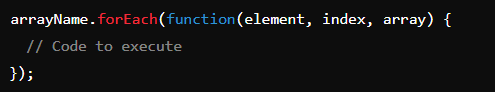 arrayName.forEach(function(element, index, array) {
  // Code to execute
});